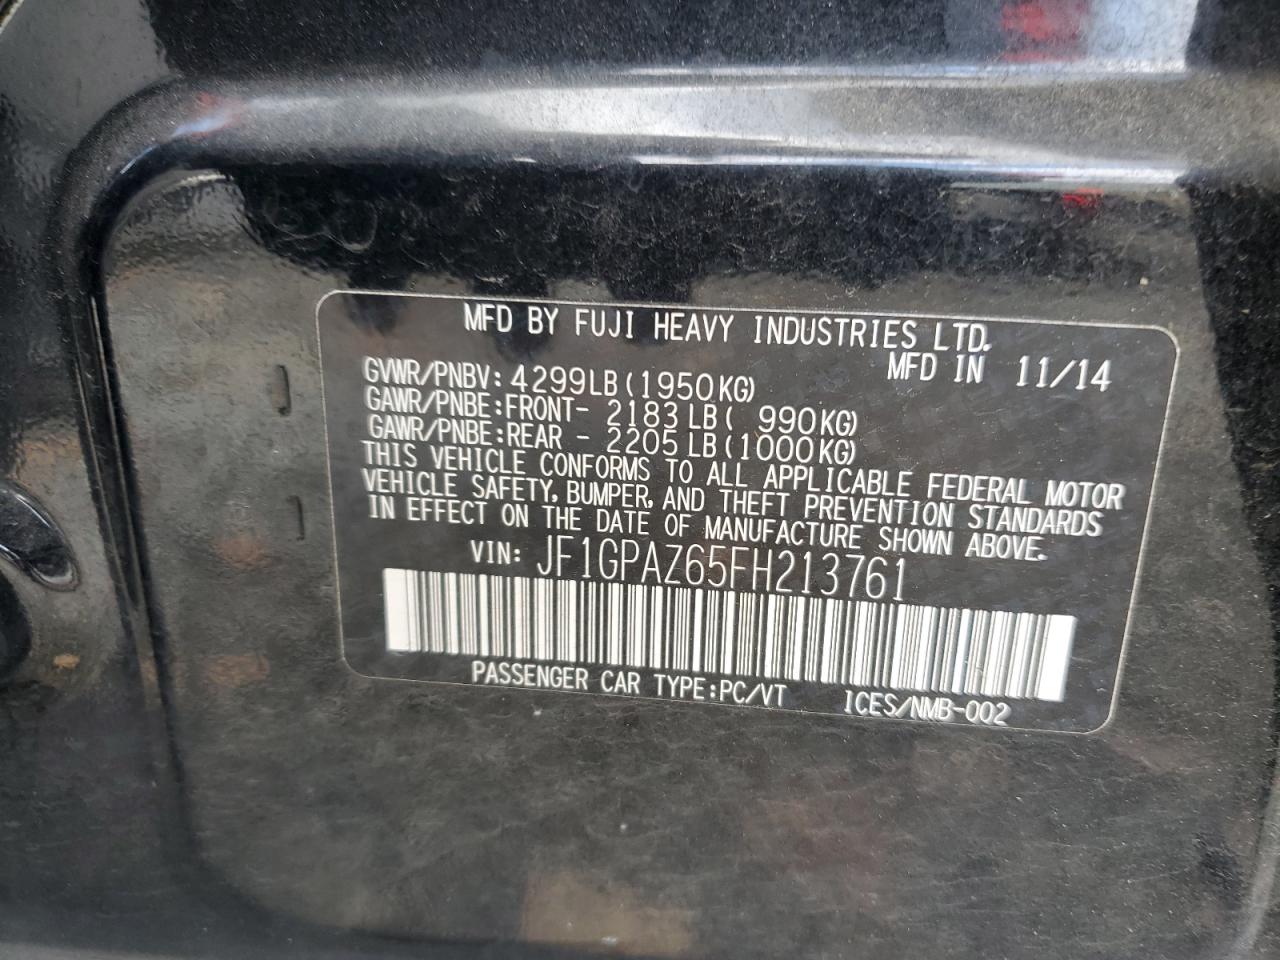 MFD BY FUJI HEAVY INDUSTRIES LTD.
MFD IN 11/14
GVWR/PNBV: 4299LB (1950KG)
GAWR/PNBE:FRONT- 2183LB ( 990KG)
GAWR/PNBE:REAR - 2205LB (1000KG)
THIS VEHICLE CONFORMS TO ALL APPLICABLE FEDERAL MOTOR
VEHICLE SAFETY, BUMPER, AND THEFT PREVENTION STANDARDS
IN EFFECT ON THE DATE OF MANUFACTURE SHOWN ABOVE.
VIN: JF1GPAZ65FH213761
PASSENGER CAR TYPE:PC/VT ICES/NMB-002